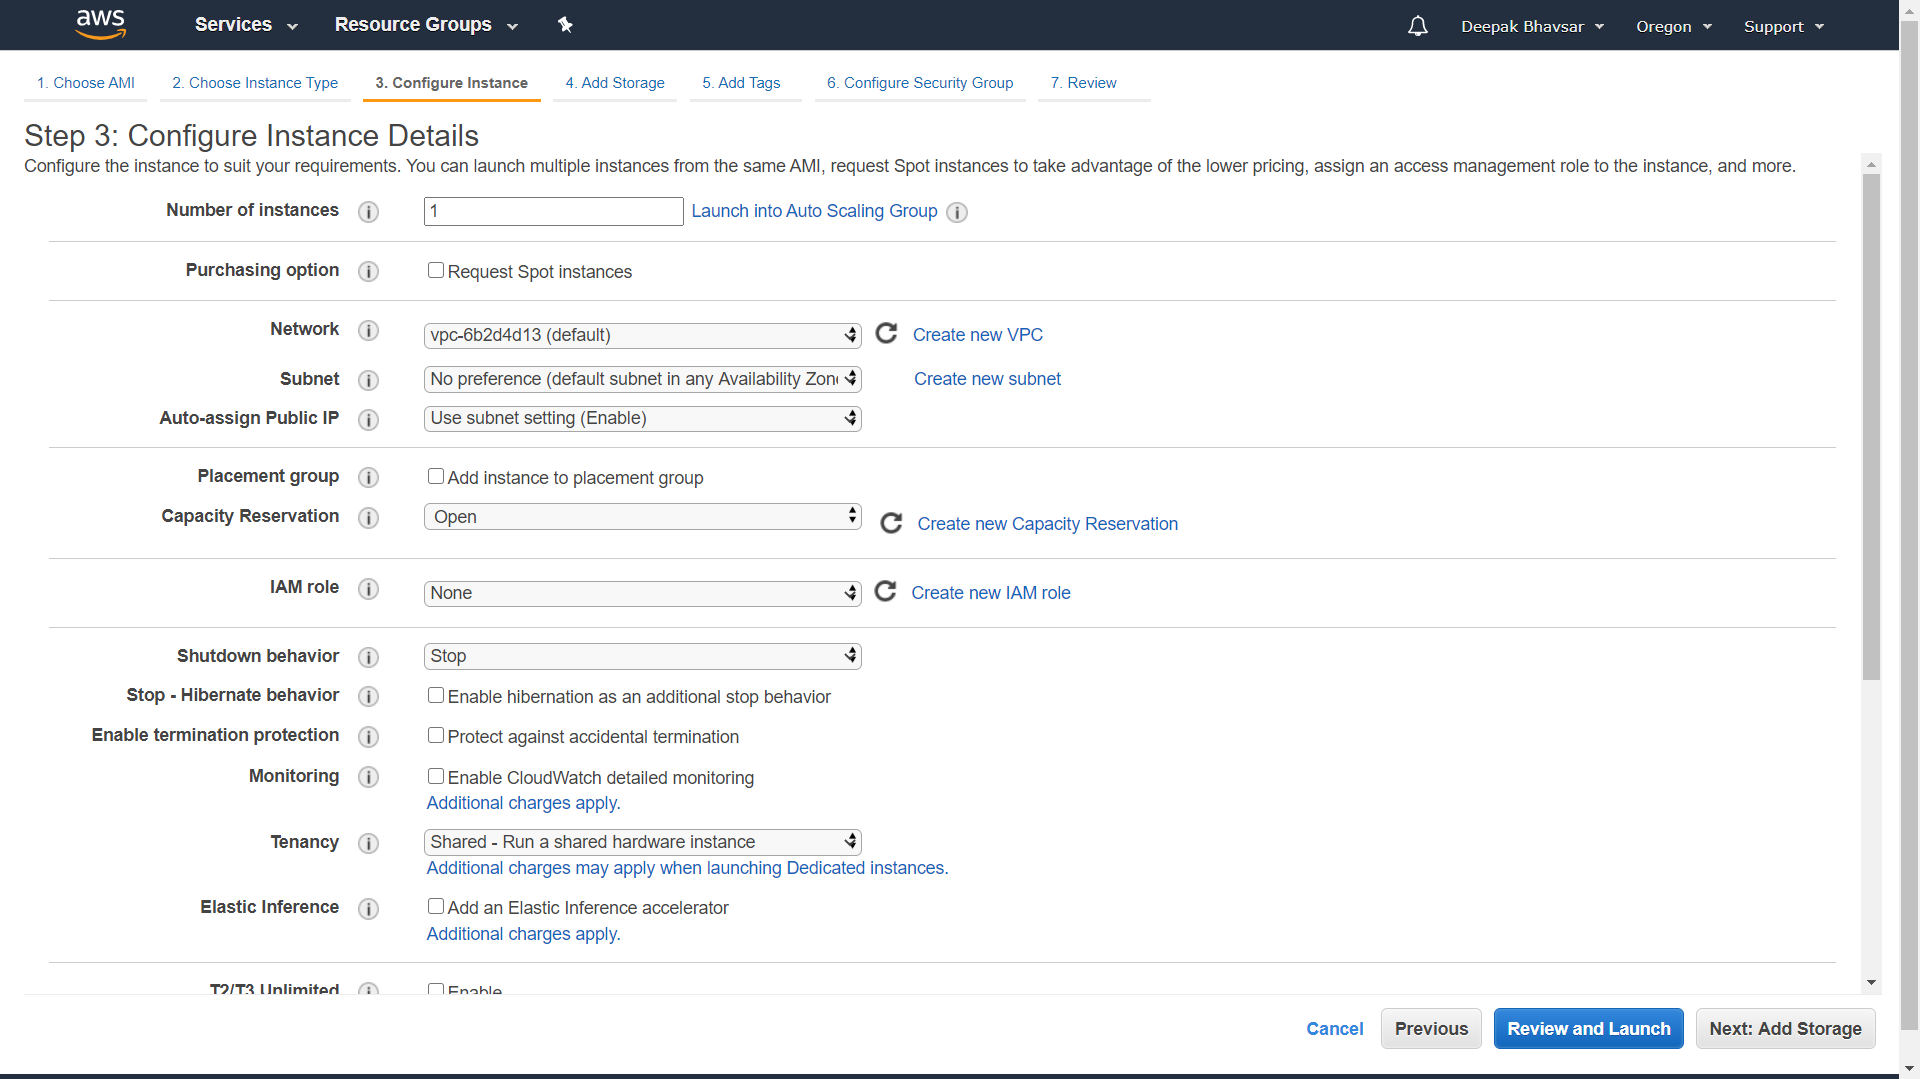 aws Services Resource Groups Deepak Bhavsar Oregon Support
1. Choose AMI 2. Choose Instance Type 3. Configure Instance 4. Add Storage 5. Add Tags 6. Configure Security Group 7. Review
Step 3: Configure Instance Details
Configure the instance to suit your requirements. You can launch multiple instances from the same AMI, request Spot instances to take advantage of the lower pricing, assign an access management role to the instance, and more.
Number of instances i 1 Launch into Auto Scaling Group i
Purchasing option i Request Spot instances
Network i vpc-6b2d4d13 (default) Create new VPC
Subnet i No preference (default subnet in any Availability Zon Create new subnet
Auto-assign Public IP i Use subnet setting (Enable)
Placement group i Add instance to placement group
Capacity Reservation i Open Create new Capacity Reservation
IAM role i None Create new IAM role
Shutdown behavior i Stop
Stop - Hibernate behavior i Enable hibernation as an additional stop behavior
Enable termination protection i Protect against accidental termination
Monitoring i Enable CloudWatch detailed monitoring
Additional charges apply.
Tenancy i Shared - Run a shared hardware instance
Additional charges may apply when launching Dedicated instances.
Elastic Inference i Add an Elastic Inference accelerator
Additional charges apply.
T2/T3 Unlimited i Enable
Cancel Previous Review and Launch Next: Add Storage